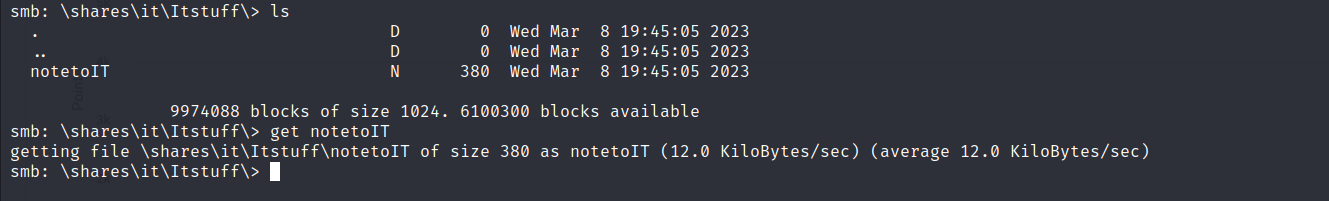 smb: \shares\it\Itstuff\> ls
. D 0 Wed Mar 8 19:45:05 2023
.. D 0 Wed Mar 8 19:45:05 2023
notetoIT N 380 Wed Mar 8 19:45:05 2023
9974088 blocks of size 1024. 6100300 blocks available
smb: \shares\it\Itstuff\> get notetoIT
getting file \shares\it\Itstuff\notetoIT of size 380 as notetoIT (12.0 KiloBytes/sec) (average 12.0 KiloBytes/sec)
smb: \shares\it\Itstuff\>